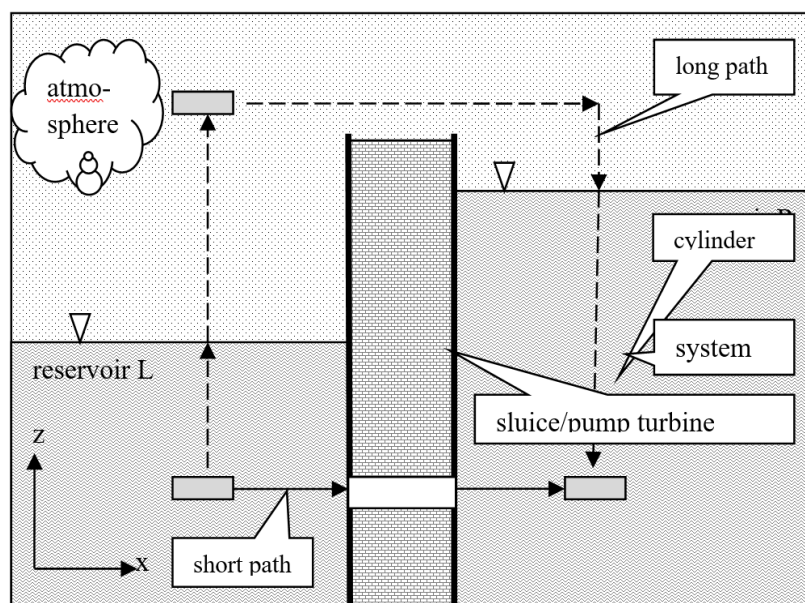 atmo-
sphere
long path
cylinder
reservoir L
system
z
sluice/pump turbine
x
short path